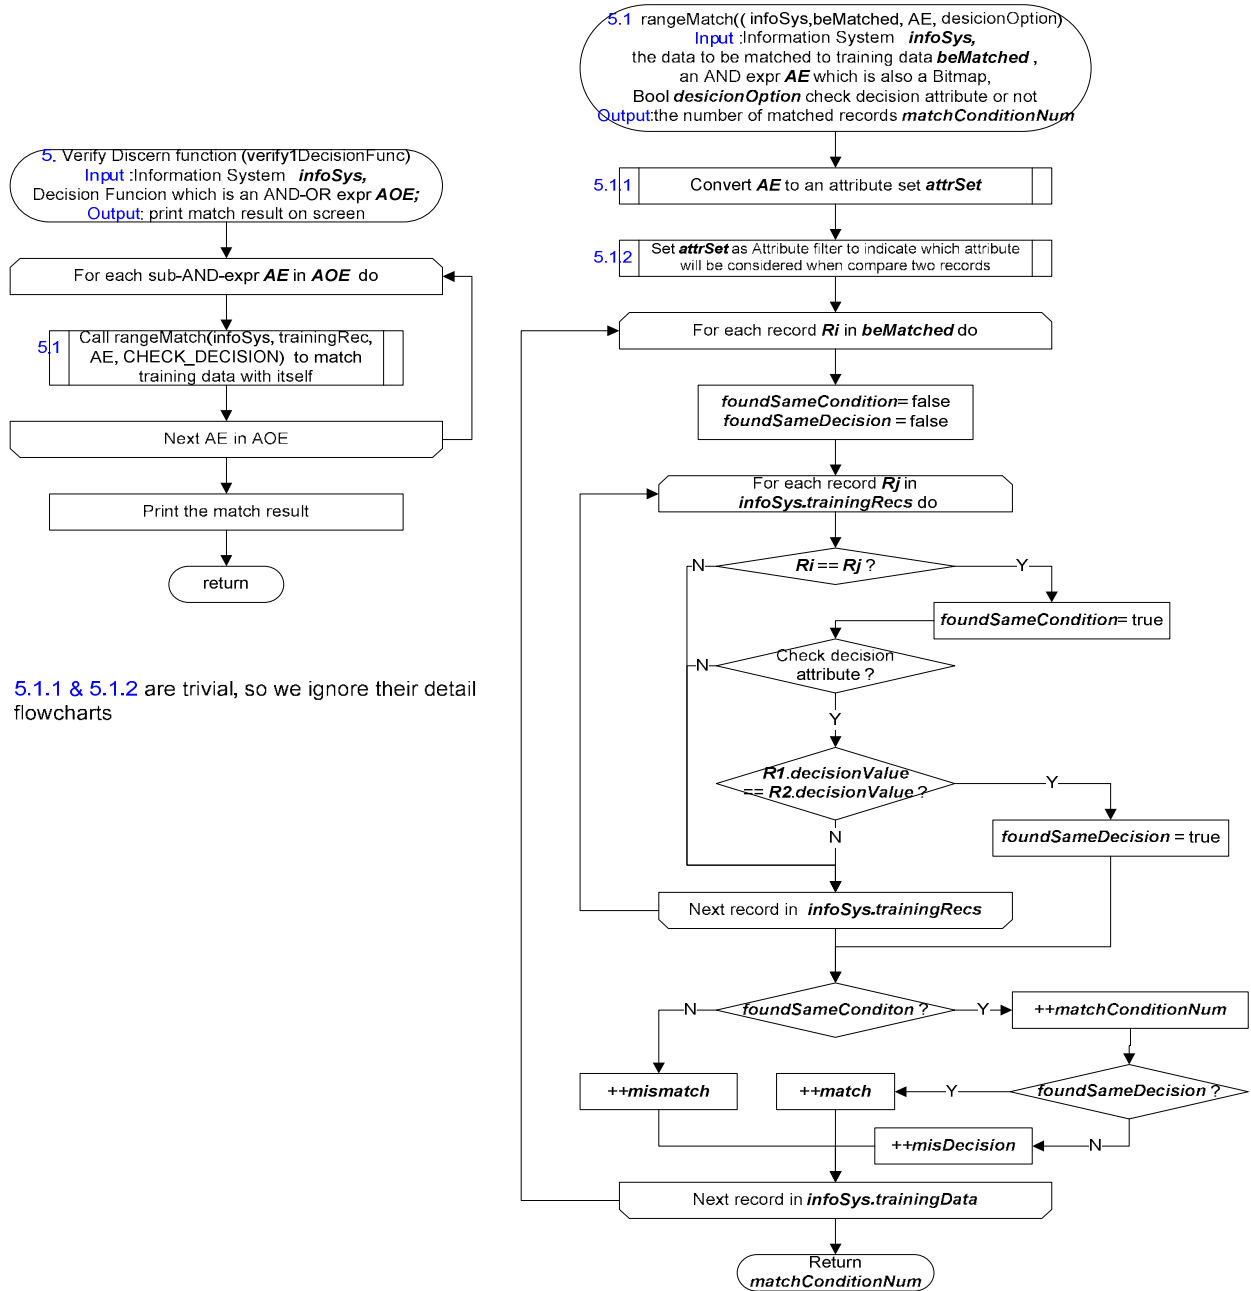 5. Verify Discern function (verify1DecisionFunc)
Input :Information System infoSys,
Decision Funcion which is an AND-OR expr AOE;
Output: print match result on screen
For each sub-AND-expr AE in AOE do
5.1
Call rangeMatch(infoSys, trainingRec,
AE, CHECK_DECISION) to match
training data with itself
Next AE in AOE
Print the match result
return
5.1.1 & 5.1.2 are trivial, so we ignore their detail
flowcharts
5.1 rangeMatch(( infoSys,beMatched, AE, desicionOption)
Input :Information System infoSys,
the data to be matched to training data beMatched ,
an AND expr AE which is also a Bitmap,
Bool desicionOption check decision attribute or not
Output:the number of matched records matchConditionNum
5.1.1 Convert AE to an attribute set attrSet
5.1.2
Set attrSet as Attribute filter to indicate which attribute
will be considered when compare two records
For each record Ri in beMatched do
foundSameCondition= false
foundSameDecision = false
For each record Rj in
infoSys.trainingRecs do
N Ri == Rj ? Y
foundSameCondition= true
N
Check decision
attribute ?
Y
R1.decisionValue
== R2.decisionValue ?
Y
N
foundSameDecision = true
Next record in infoSys.trainingRecs
N foundSameConditon ? Y ++matchConditionNum
++mismatch ++match Y foundSameDecision ?
++misDecision N
Next record in infoSys.trainingData
Return
matchConditionNum